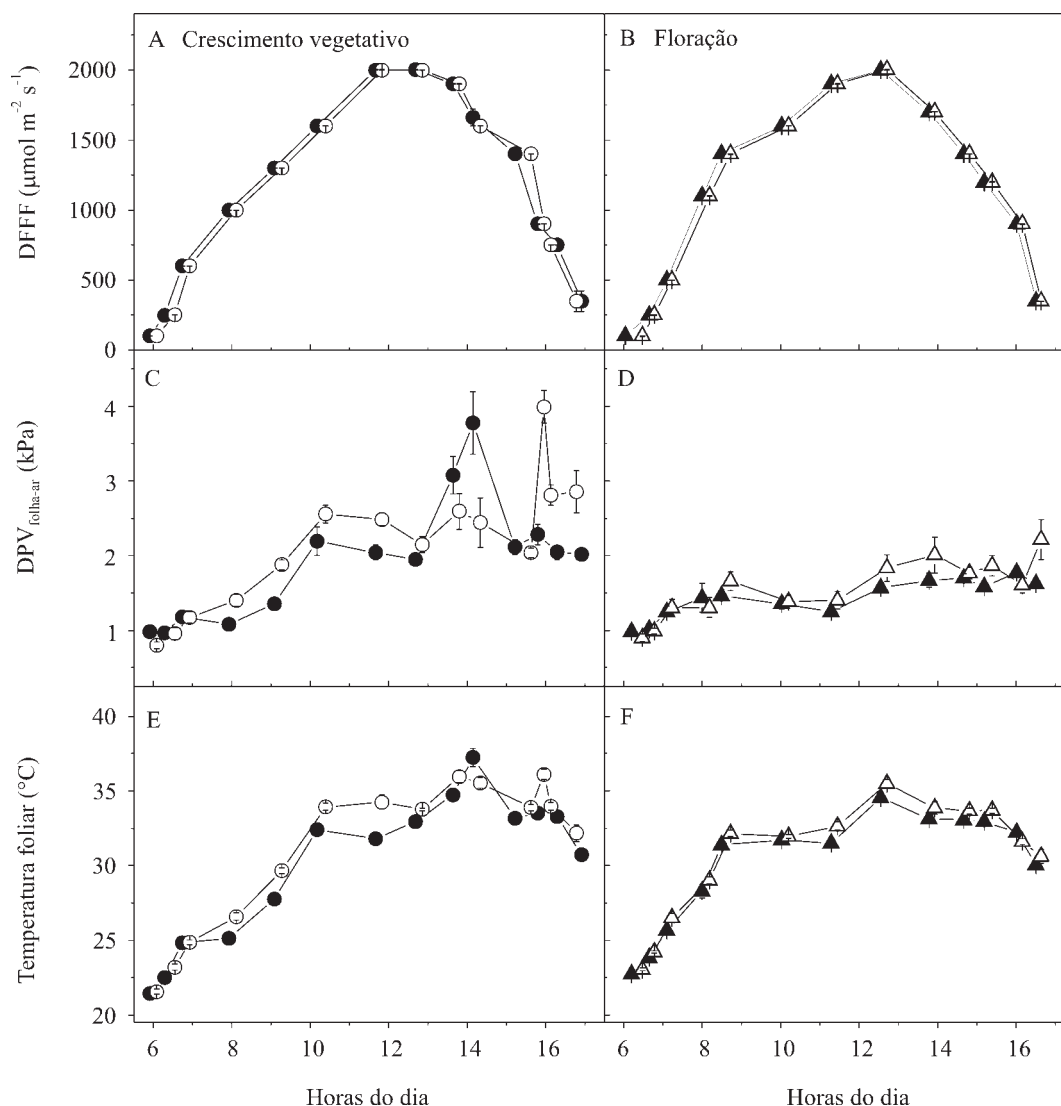 A Crescimento vegetativo
B Floração
DFFF (µmol m⁻² s⁻¹)
2000
1500
1000
500
0
C
D
DPV folha-ar (kPa)
4
3
2
1
E
F
Temperatura foliar (°C)
40
35
30
25
20
6 8 10 12 14 16
6 8 10 12 14 16
Horas do dia
Horas do dia